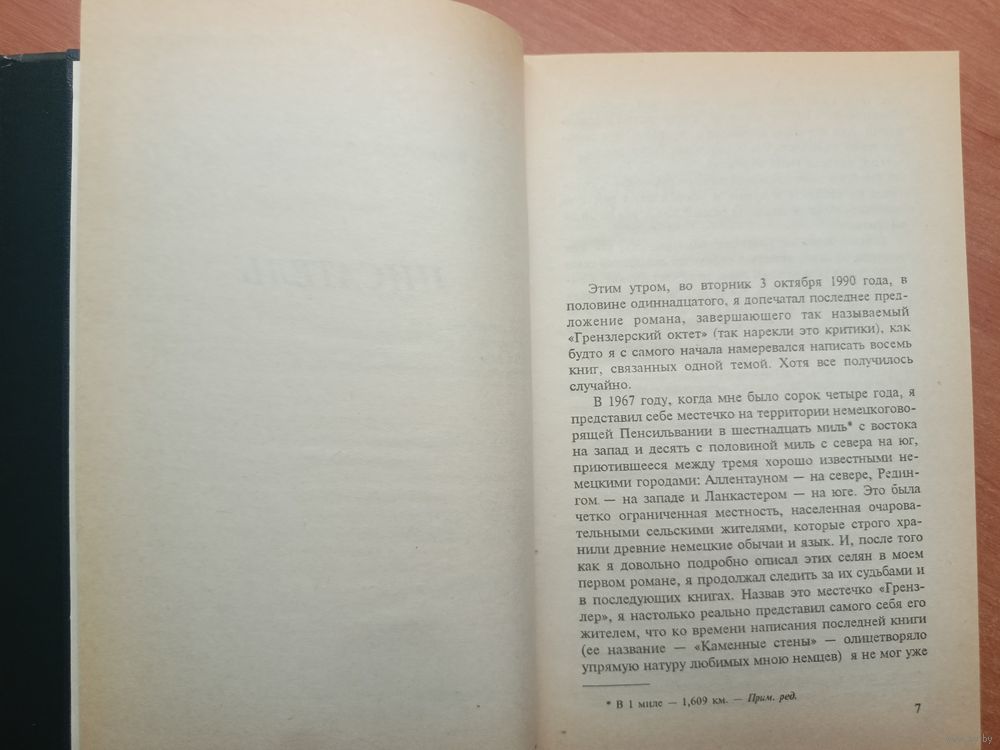 Этим утром, во вторник 3 октября 1990 года, в
половине одиннадцатого, я допечатал последнее пред-
ложение романа, завершающего так называемый
«Грензлерский октет» (так нарекли это критики), как
будто я с самого начала намеревался написать восемь
книг, связанных одной темой. Хотя все получилось
случайно.
В 1967 году, когда мне было сорок четыре года, я
представил себе местечко на территории немецкогово-
рящей Пенсильвании в шестнадцать миль* с востока
на запад и десять с половиной миль с севера на юг,
приютившееся между тремя хорошо известными не-
мецкими городами: Аллентауном — на севере, Редин-
гом — на западе и Ланкастером — на юге. Это была
четко ограниченная местность, населенная очарова-
тельными сельскими жителями, которые строго хра-
нили древние немецкие обычаи и язык. И, после того
как я довольно подробно описал этих селян в моем
первом романе, я продолжал следить за их судьбами и
в последующих книгах. Назвав это местечко «Гренз-
лер», я настолько реально представил самого себя его
жителем, что ко времени написания последней книги
(ее название — «Каменные стены» — олицетворяло
упрямую натуру любимых мною немцев) я не мог уже
* В 1 миле — 1,609 км. — Прим. ред.
7